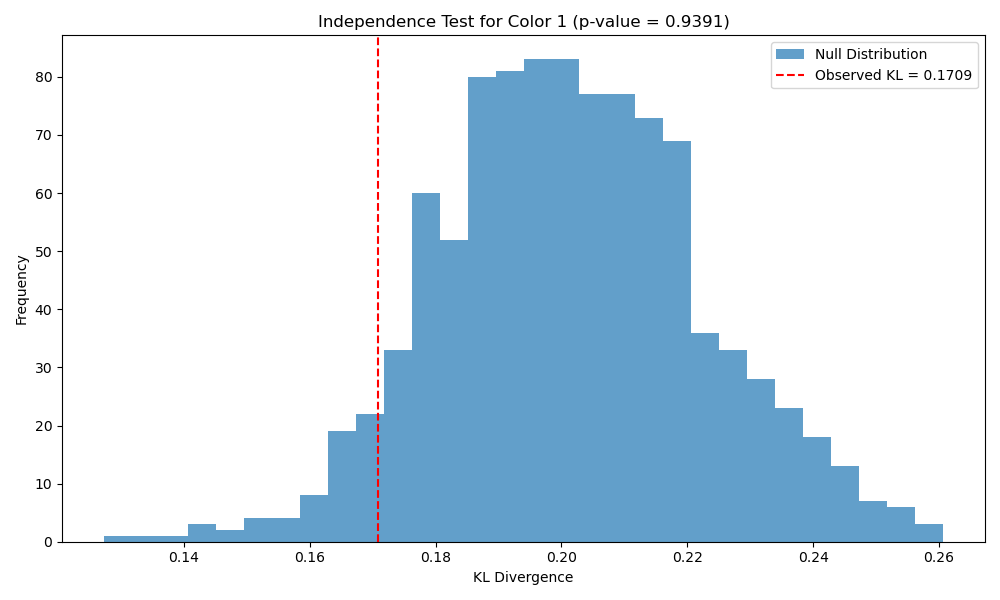 Independence Test for Color 1 (p-value = 0.9391)
Null Distribution
Observed KL = 0.1709
Frequency
80
70
60
50
40
30
20
10
0
0.14 0.16 0.18 0.20 0.22 0.24 0.26
KL Divergence